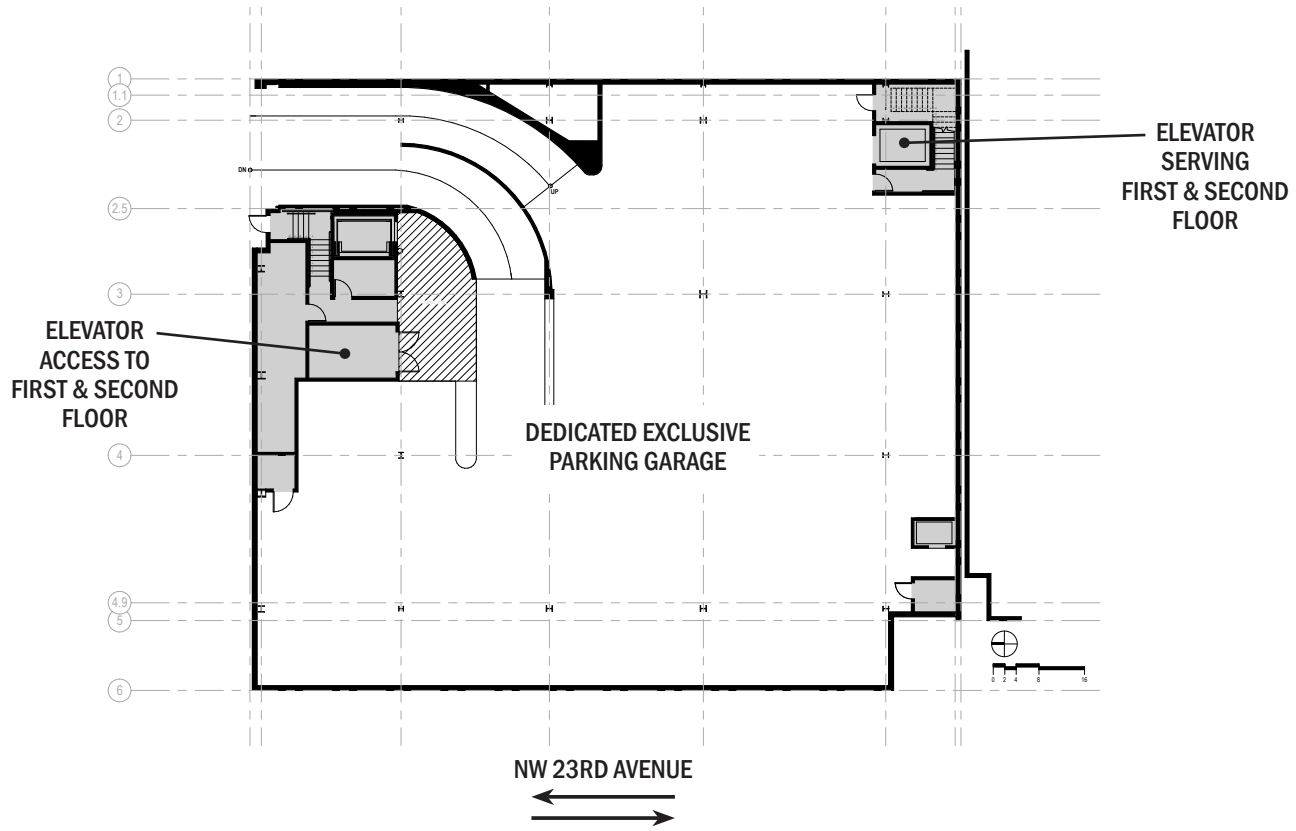 1
1.1
2
2.5
3
4
4.9
5
6
DN
UP
ELEVATOR
SERVING
FIRST & SECOND
FLOOR
ELEVATOR
ACCESS TO
FIRST & SECOND
FLOOR
DEDICATED EXCLUSIVE
PARKING GARAGE
0 2 4 8 16
NW 23RD AVENUE